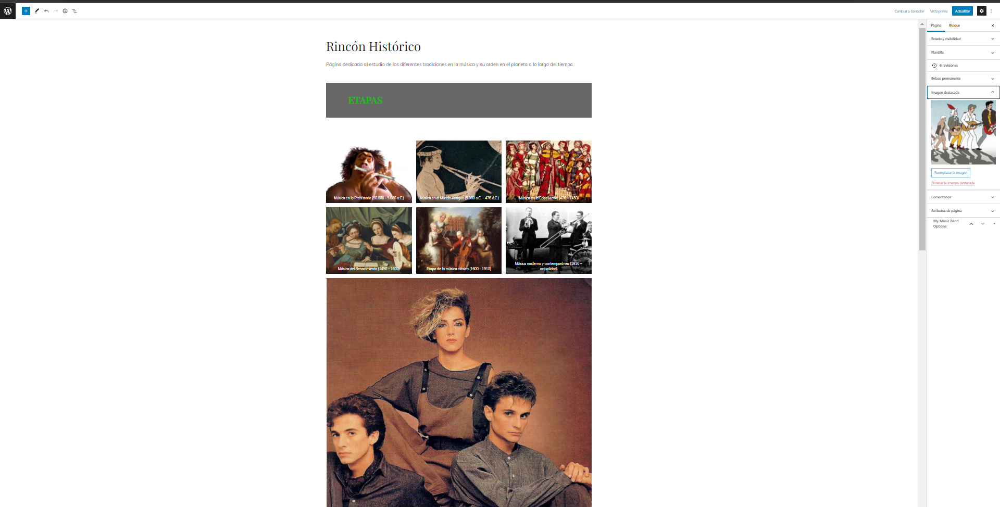 Cambiar a borrador Vista previa Actualizar
Página Bloque
Rincón Histórico
Página dedicada al estudio de las diferentes tradiciones en la música y su orden en el planeta a lo largo del tiempo.
ETAPAS
Música en la Prehistoria (50.000 - 5.000 a.C.)
Música en el Mundo Antiguo (5.000 a.C. – 476 d.C.)
Música en la Edad Media (476 – 1450)
Música del Renacimiento (1450 – 1600)
Etapa de la música clásica (1600 - 1910)
Música moderna y contemporánea (1910 –
actualidad)
Estado y visibilidad
Plantilla
6 revisiones
Enlace permanente
Imagen destacada
Reemplazar la imagen
Eliminar la imagen destacada
Comentarios
Atributos de página
My Music Band
Options